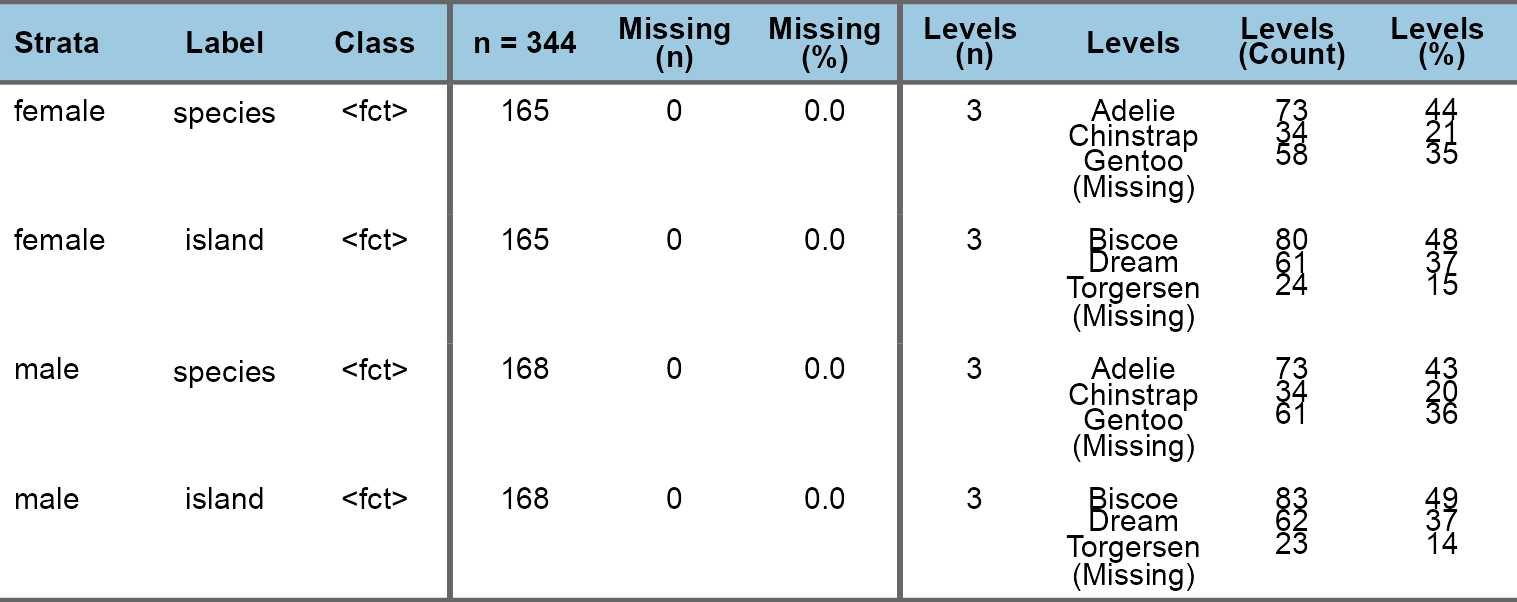 Strata Label Class n = 344 Missing (n) Missing (%) Levels (n) Levels Levels (Count) Levels (%)
female species <fct> 165 0 0.0 3 Adelie 73 44
Chinstrap 34 21
Gentoo 58 35
(Missing)
female island <fct> 165 0 0.0 3 Biscoe 80 48
Dream 61 37
Torgersen 24 15
(Missing)
male species <fct> 168 0 0.0 3 Adelie 73 43
Chinstrap 34 20
Gentoo 61 36
(Missing)
male island <fct> 168 0 0.0 3 Biscoe 83 49
Dream 62 37
Torgersen 23 14
(Missing)